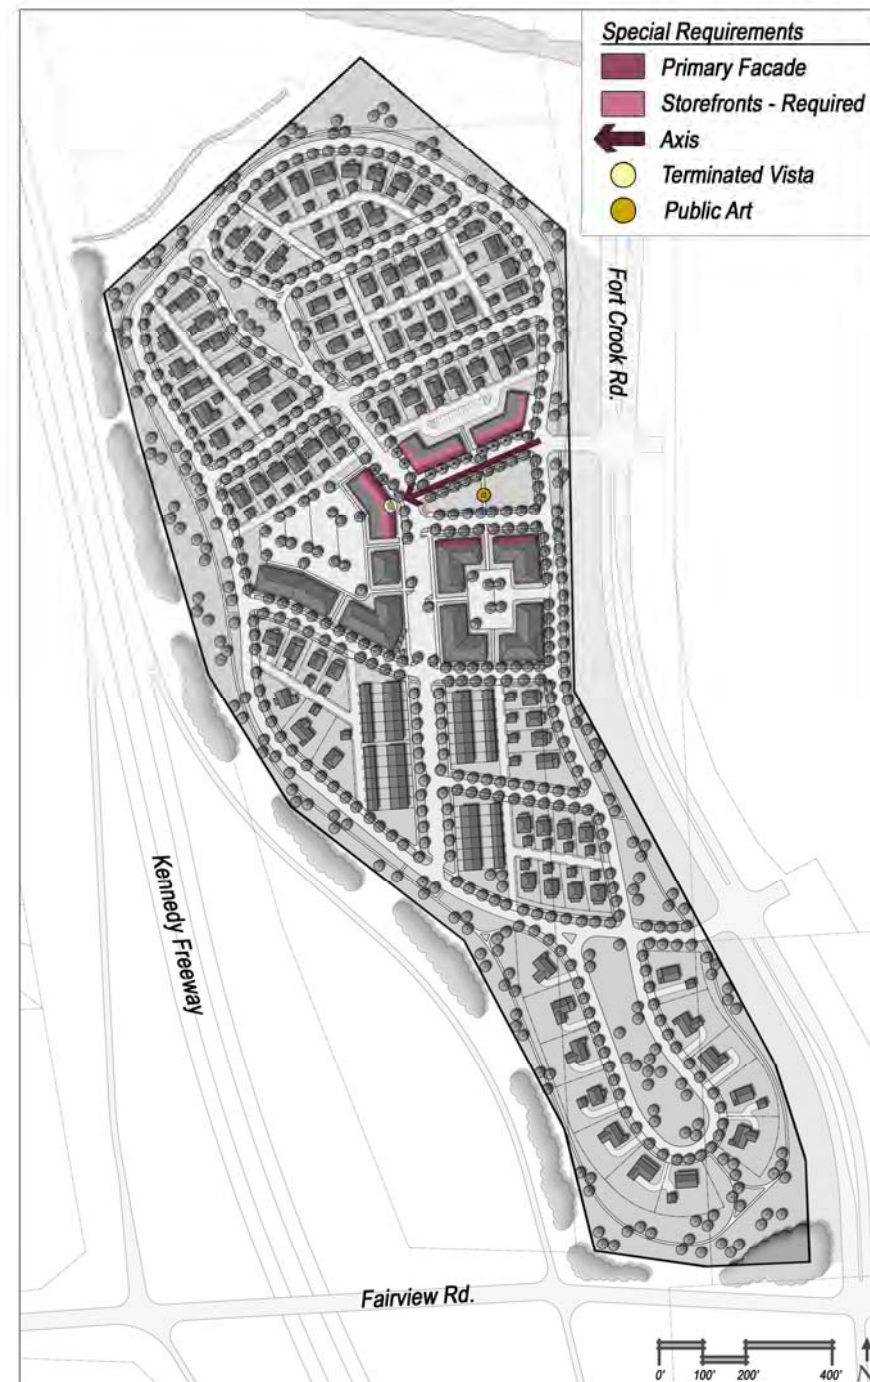 Special Requirements
Primary Facade
Storefronts - Required
Axis
Terminated Vista
Public Art
Fort Crook Rd.
Kennedy Freeway
Fairview Rd.
0' 100' 200' 400' N